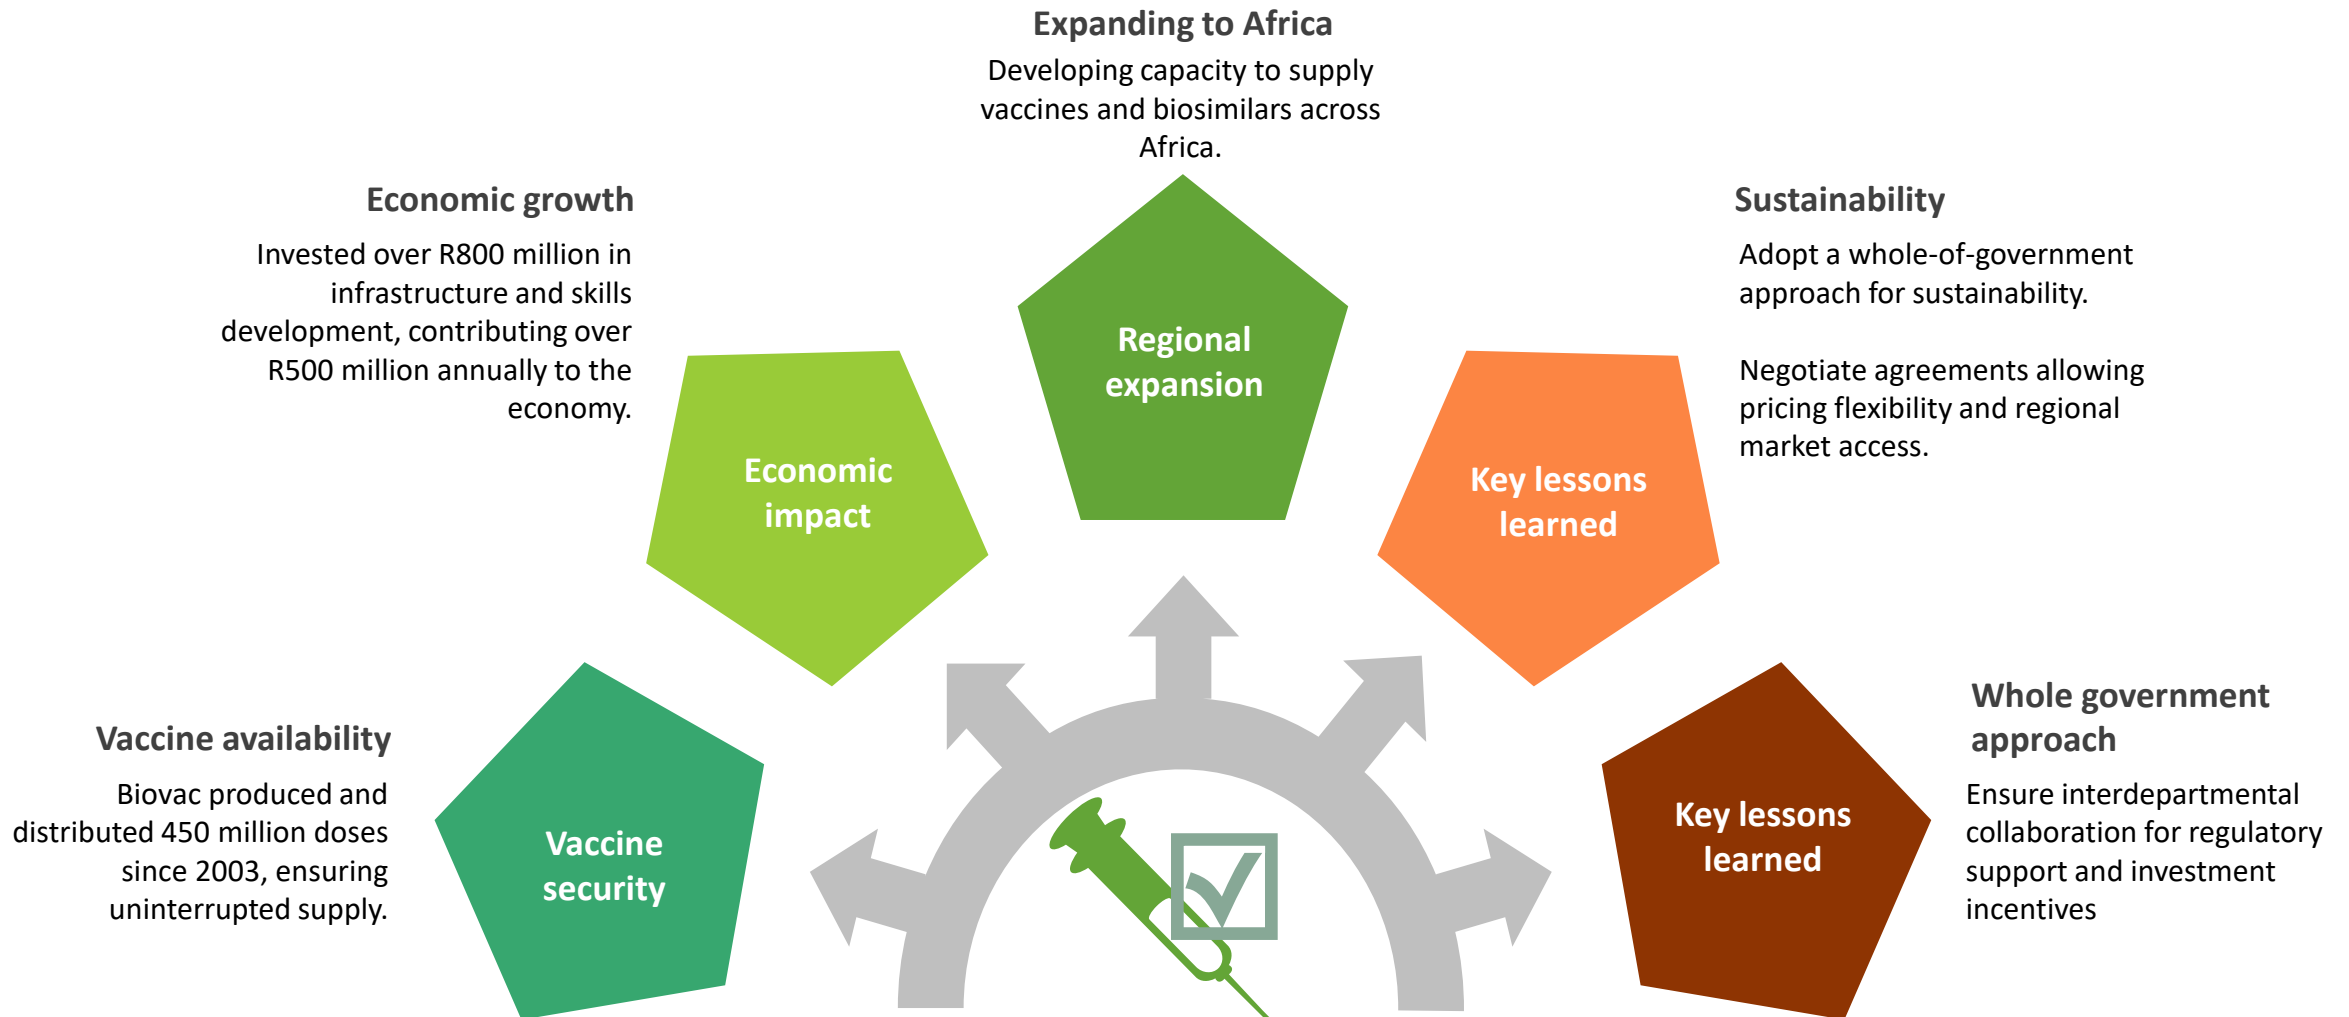 Expanding to Africa
Developing capacity to supply
vaccines and biosimilars across
Africa.
Regional
expansion
Economic growth
Invested over R800 million in
infrastructure and skills
development, contributing over
R500 million annually to the
economy.
Economic
impact
Sustainability
Adopt a whole-of-government
approach for sustainability.
Negotiate agreements allowing
pricing flexibility and regional
market access.
Key lessons
learned
Vaccine availability
Biovac produced and
distributed 450 million doses
since 2003, ensuring
uninterrupted supply.
Vaccine
security
Whole government
approach
Ensure interdepartmental
collaboration for regulatory
support and investment
incentives
Key lessons
learned